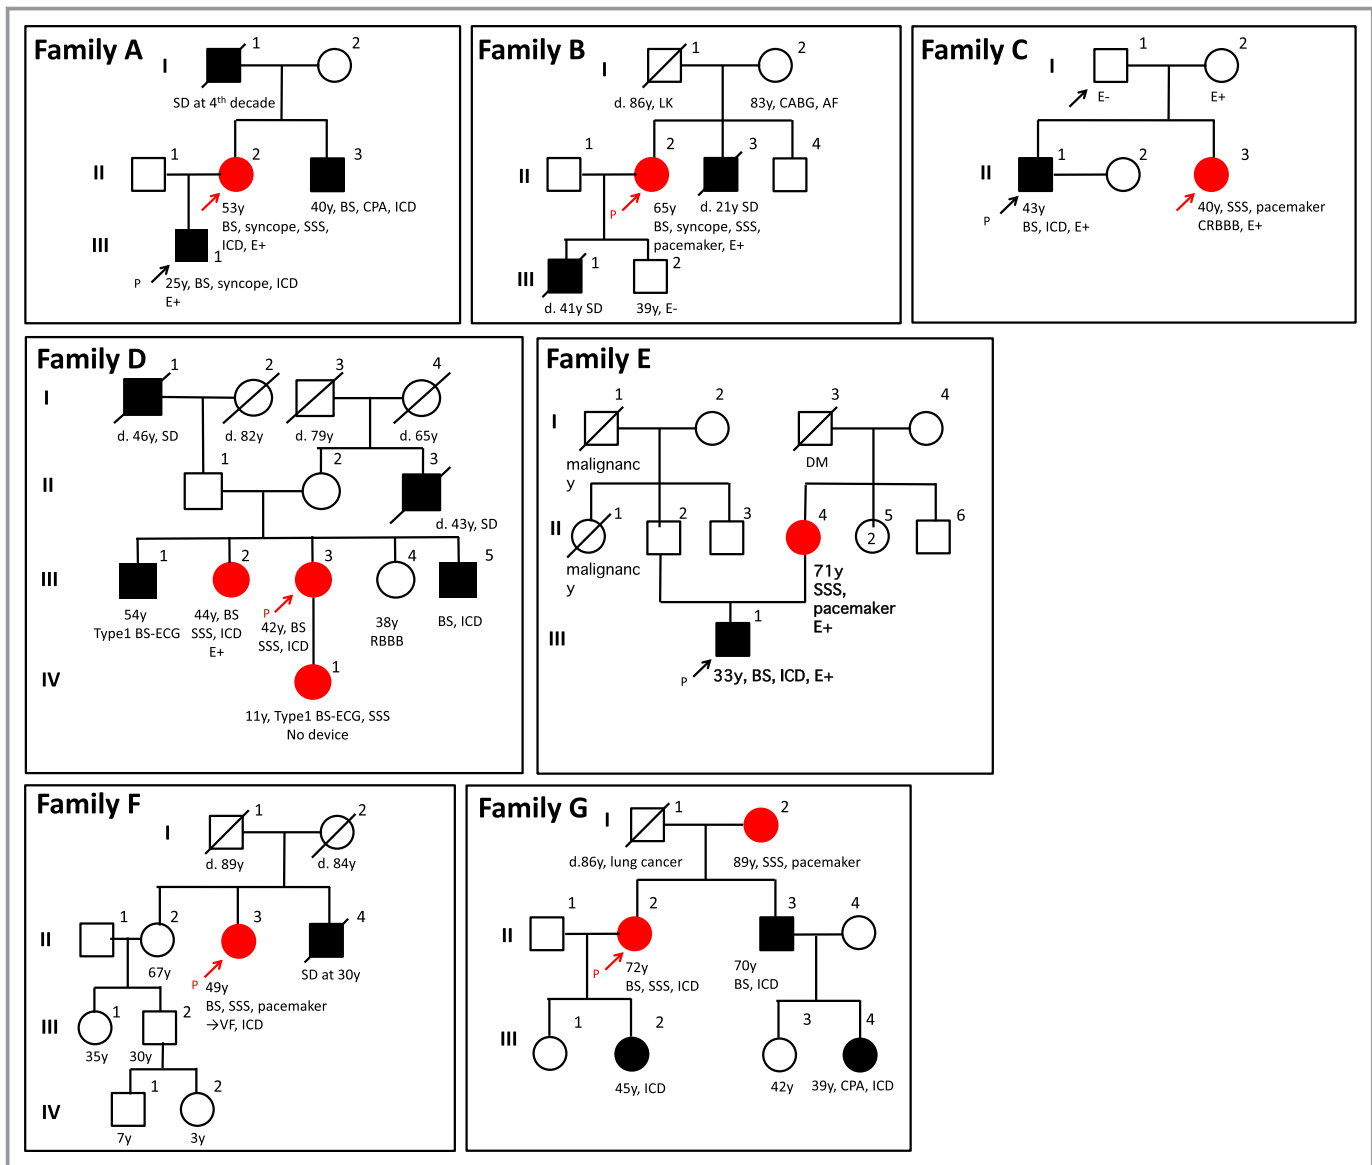 Family A
I
1
2
SD at 4th decade
II
1
2
3
53y
BS, syncope, SSS,
ICD, E+
40y, BS, CPA, ICD
III
1
P
25y, BS, syncope, ICD
E+
Family B
I
1
2
d. 86y, LK
83y, CABG, AF
II
1
2
3
4
P
65y
BS, syncope, SSS,
pacemaker, E+
d. 21y SD
III
1
2
d. 41y SD
39y, E-
Family C
I
1
2
E-
E+
II
1
2
3
P
43y
BS, ICD, E+
40y, SSS, pacemaker
CRBBB, E+
Family D
I
1
2
3
4
d. 46y, SD
d. 82y
d. 79y
d. 65y
II
1
2
3
d. 43y, SD
III
1
2
3
4
5
54y
Type1 BS-ECG
44y, BS
SSS, ICD
E+
P
42y, BS
SSS, ICD
38y
RBBB
BS, ICD
IV
1
11y, Type1 BS-ECG, SSS
No device
Family E
I
1
2
3
4
malignanc
y
DM
II
1
2
3
4
5
2
6
malignanc
y
71y
SSS,
pacemaker
E+
III
1
P
33y, BS, ICD, E+
Family F
I
1
2
d. 89y
d. 84y
II
1
2
3
4
67y
P
49y
BS, SSS, pacemaker
→VF, ICD
SD at 30y
III
1
2
35y
30y
IV
1
2
7y
3y
Family G
I
1
2
d.86y, lung cancer
89y, SSS, pacemaker
II
1
2
3
4
P
72y
BS, SSS, ICD
70y
BS, ICD
III
1
2
3
4
45y, ICD
42y
39y, CPA, ICD